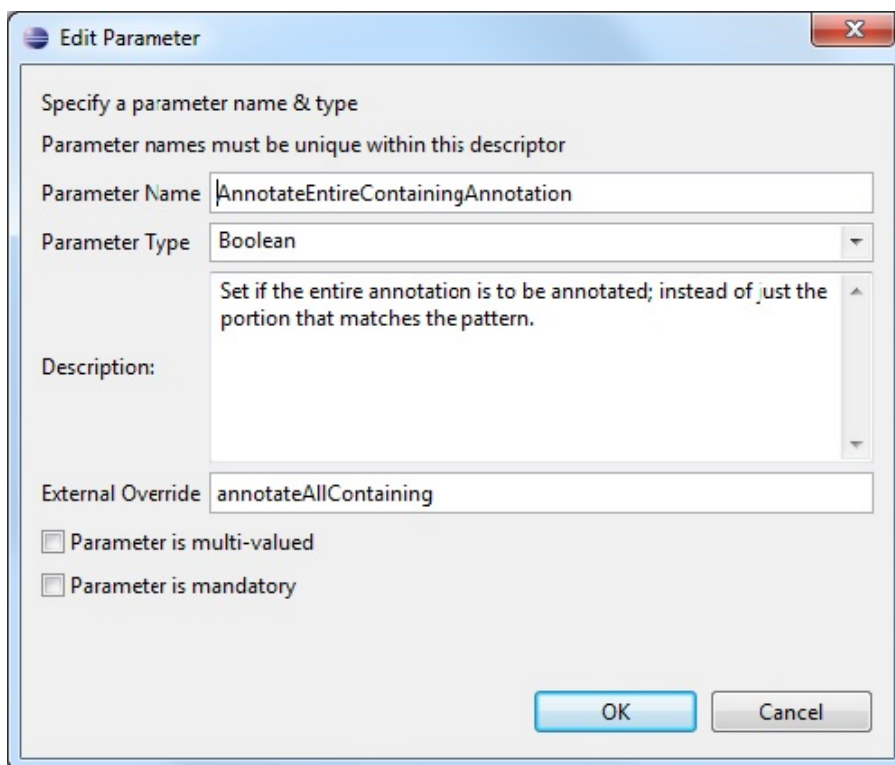 Edit Parameter
Specify a parameter name & type
Parameter names must be unique within this descriptor
Parameter Name AnnotateEntireContainingAnnotation
Parameter Type Boolean
Set if the entire annotation is to be annotated; instead of just the
portion that matches the pattern.
Description:
External Override annotateAllContaining
Parameter is multi-valued
Parameter is mandatory
OK Cancel